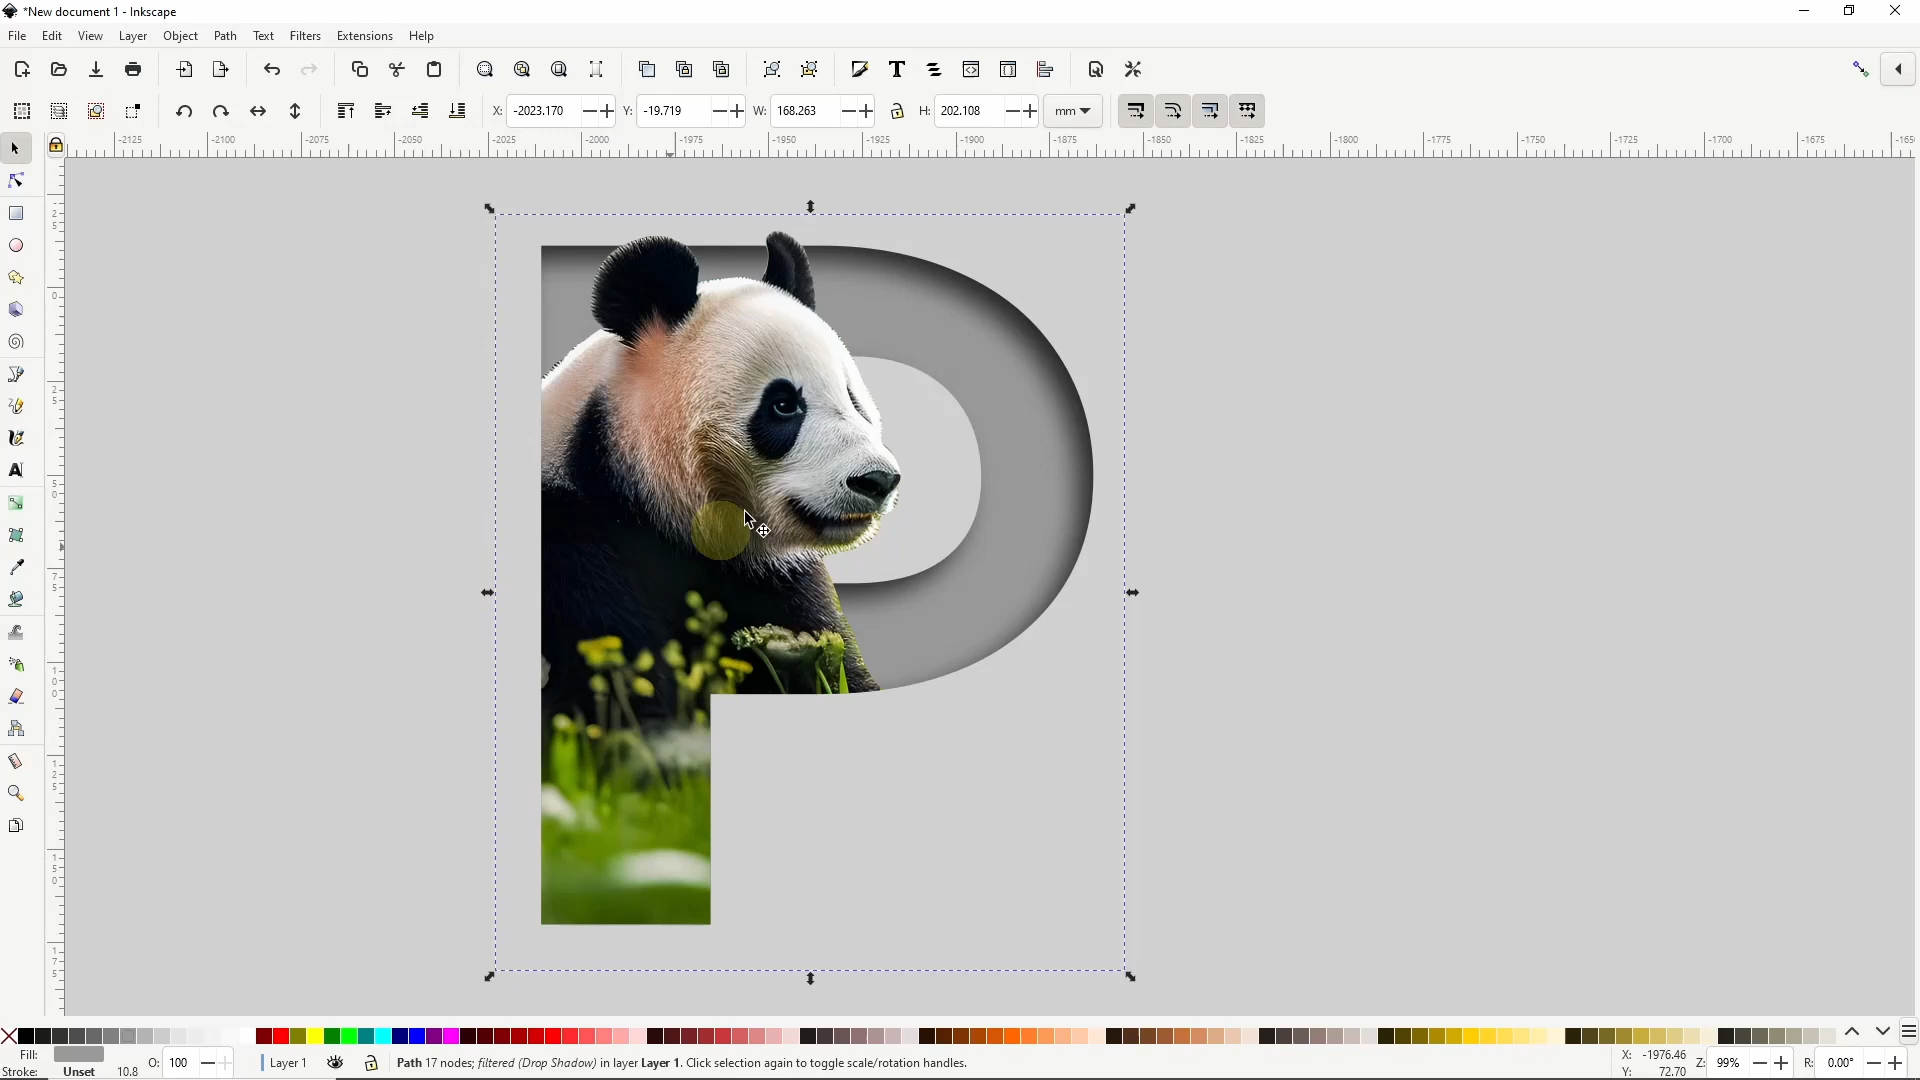 *New document 1 - Inkscape
File Edit View Layer Object Path Text Filters Extensions Help
X: -2023.170 Y: -19.719 W: 168.263 H: 202.108 mm
-2125 -2100 -2075 -2050 -2025 -2000 -1975 -1950 -1925 -1900 -1875 -1850 -1825 -1800 -1775 -1750 -1725 -1700 -1675 -165
P
Fill: O: 100 Layer 1 Path 17 nodes; filtered (Drop Shadow) in layer Layer 1. Click selection again to toggle scale/rotation handles. X: -1976.46 Z: 99% R: 0.00°
Stroke: Unset 10.8 Y: 72.70